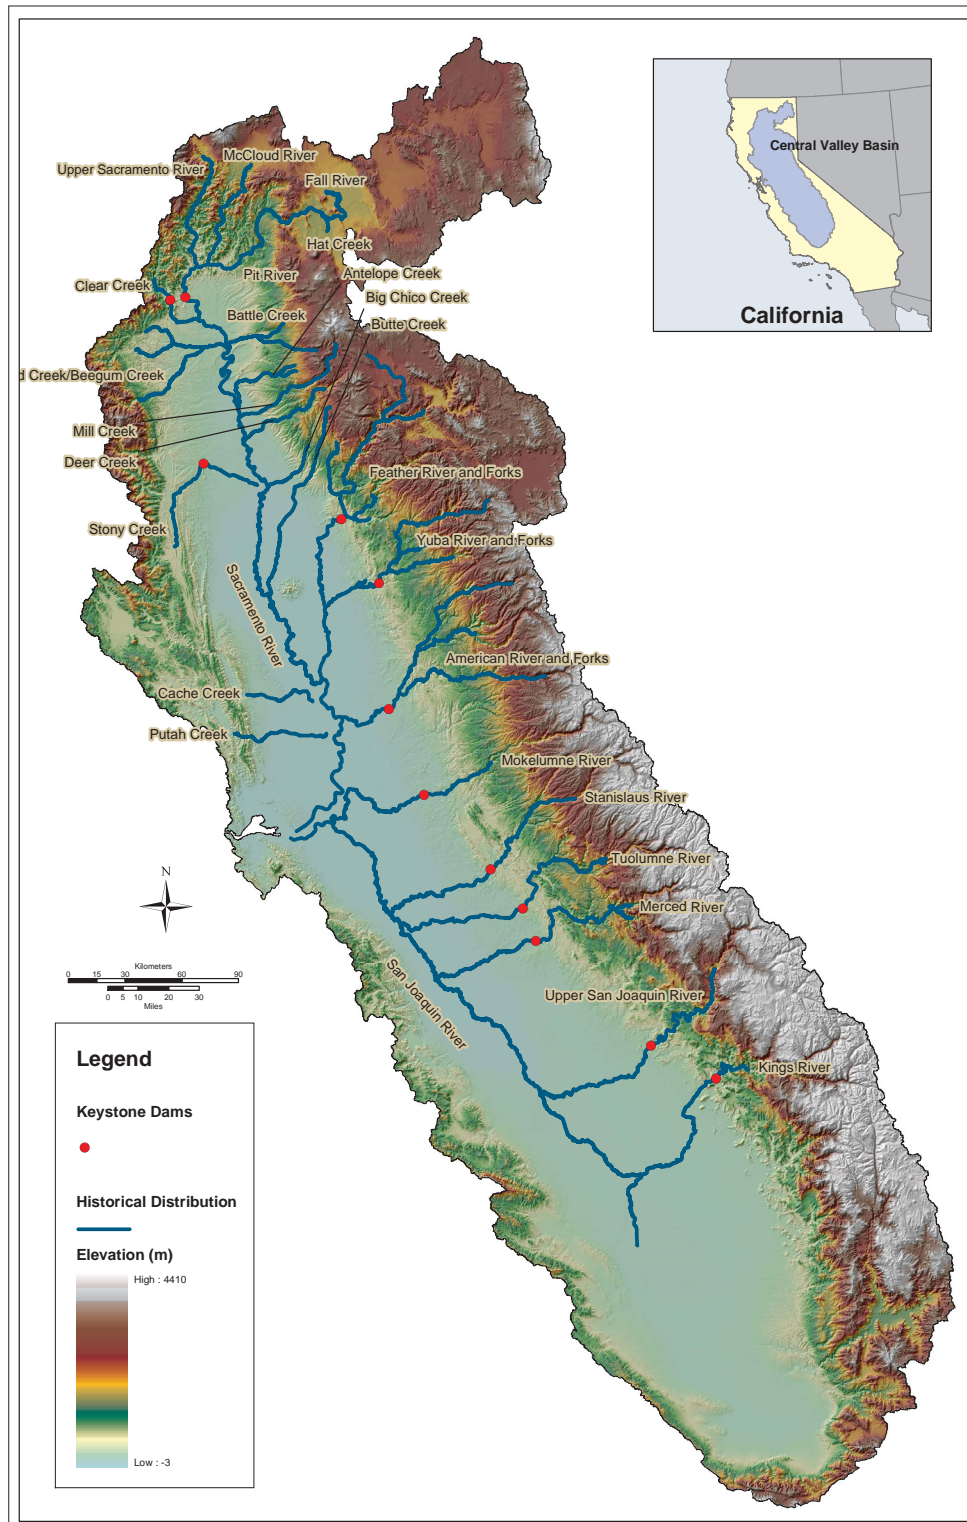 Central Valley Basin
California
McCloud River
Upper Sacramento River
Fall River
Hat Creek
Pit River
Antelope Creek
Clear Creek
Big Chico Creek
Battle Creek
Butte Creek
d Creek/Beegum Creek
Mill Creek
Deer Creek
Feather River and Forks
Stony Creek
Yuba River and Forks
Sacramento River
American River and Forks
Cache Creek
Putah Creek
Mokelumne River
Stanislaus River
Tuolumne River
Merced River
N
Kilometers
0 15 30 60 90
0 5 10 20 30
Miles
San Joaquin River
Upper San Joaquin River
Kings River
Legend
Keystone Dams
Historical Distribution
Elevation (m)
High : 4410
Low : -3